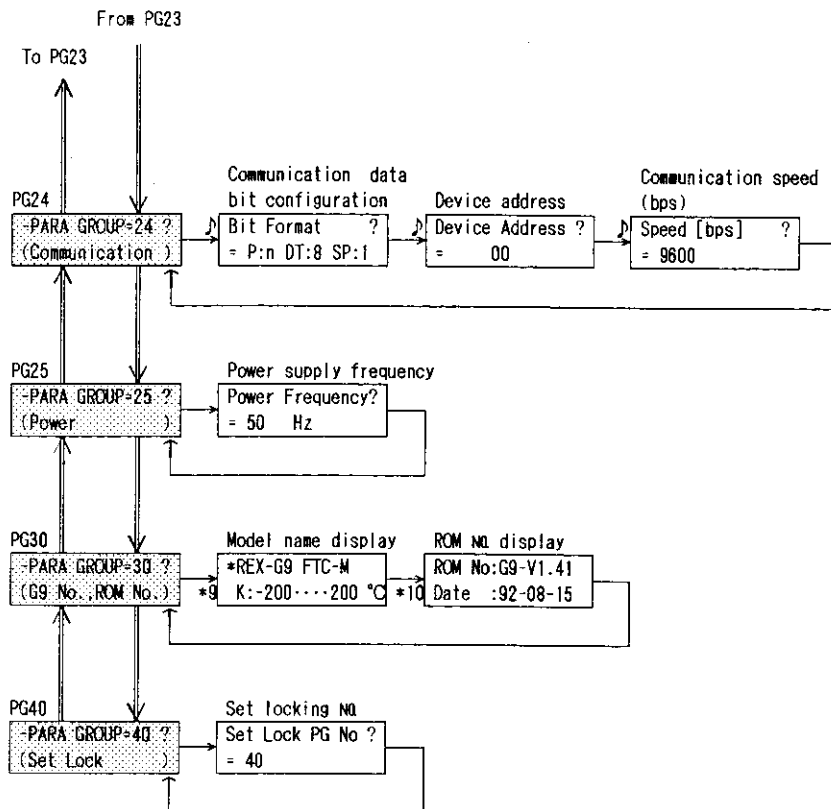 From PG23
To PG23
Communication data
bit configuration
Device address
Communication speed
(bps)
PG24
-PARA GROUP=24 ?
(Communication )
♪
Bit Format ?
= P:n DT:8 SP:1
♪
Device Address ?
= 00
♪
Speed [bps] ?
= 9600
PG25
Power supply frequency
-PARA GROUP=25 ?
(Power )
Power Frequency?
= 50 Hz
PG30
Model name display
ROM No. display
-PARA GROUP=30 ?
(G9 No.,ROM No.)
*9
*REX-G9 FTC-M
K:-200····200 °C
*10
ROM No:G9-V1.41
Date :92-08-15
PG40
Set locking No.
-PARA GROUP=40 ?
(Set Lock )
Set Lock PG No ?
= 40